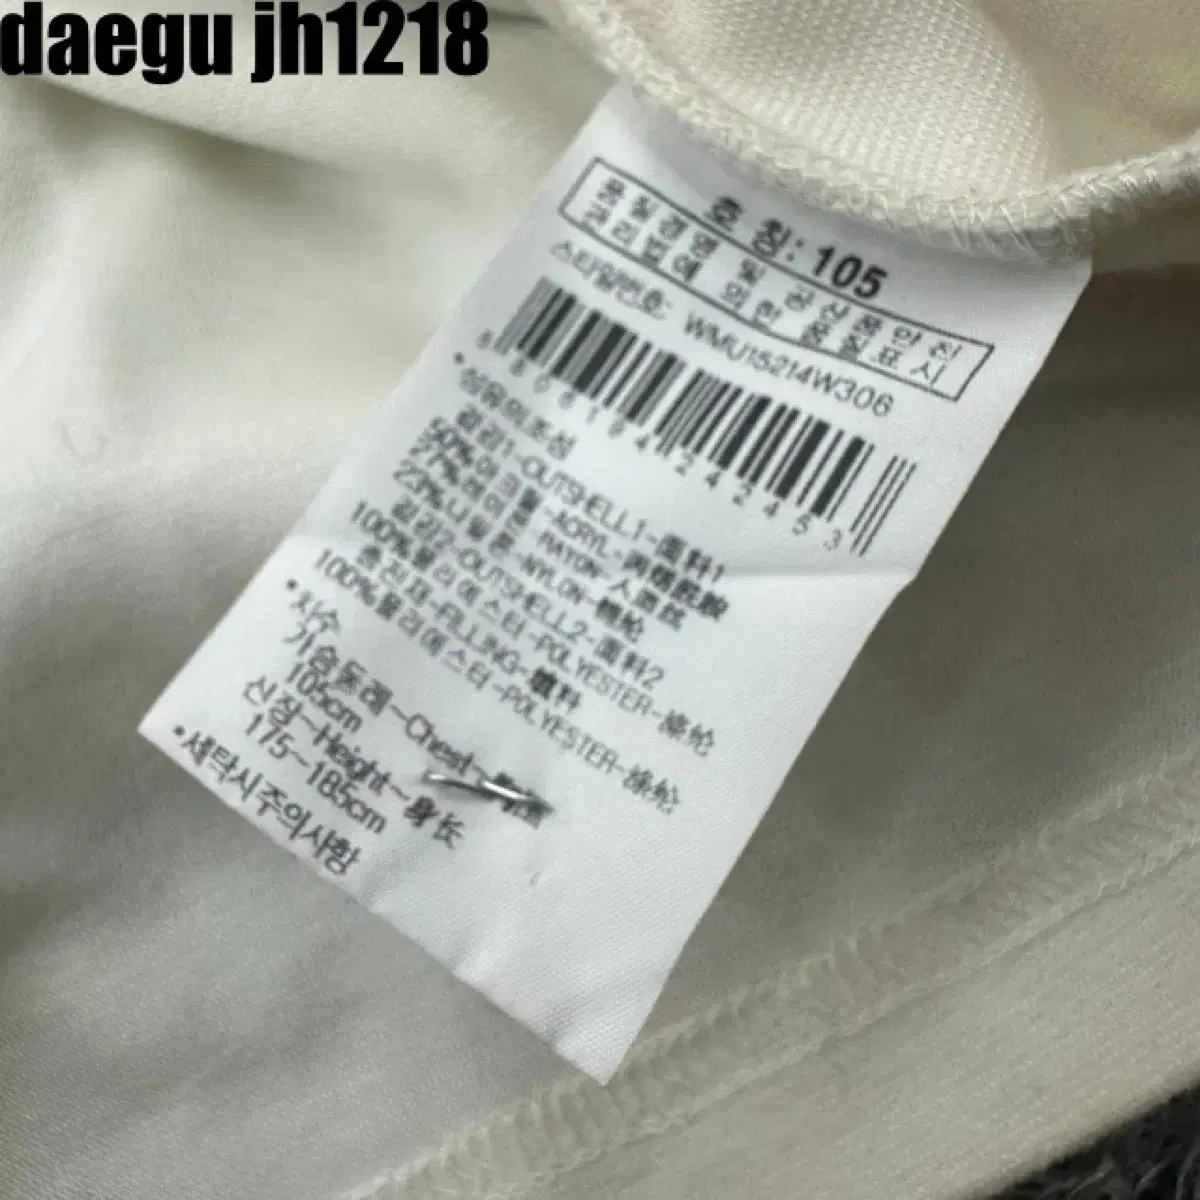 daegu jh1218
호 칭: 105
품질경영 및 공산품안전
관리법에 의한 품질표시
스타일번호: WMU15214W306
*섬유의조성
겉감1-OUTSHELL1-面料1
50%아크릴-ACRYL-丙烯酸
27%레이온-RAYON-人造丝
23%나일론-NYLON-锦纶
겉감2-OUTSHELL2-面料2
100%폴리에스터-POLYESTER-涤纶
충전재-FILLING-填料
100%폴리에스터-POLYESTER-涤纶
*치수
가슴둘레~Chest~
105cm
신장~Height~身长
175~185cm
*세탁시주의사항